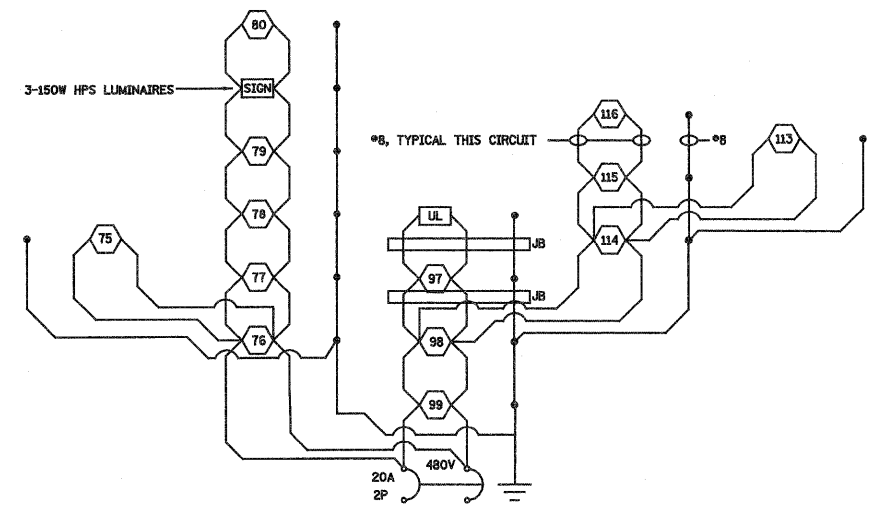 80
3-150W HPS LUMINAIRES
SIGN
116
#8, TYPICAL THIS CIRCUIT
#8
113
79
115
78
UL
75
114
JB
77
97
JB
76
98
99
480V
20A
2P